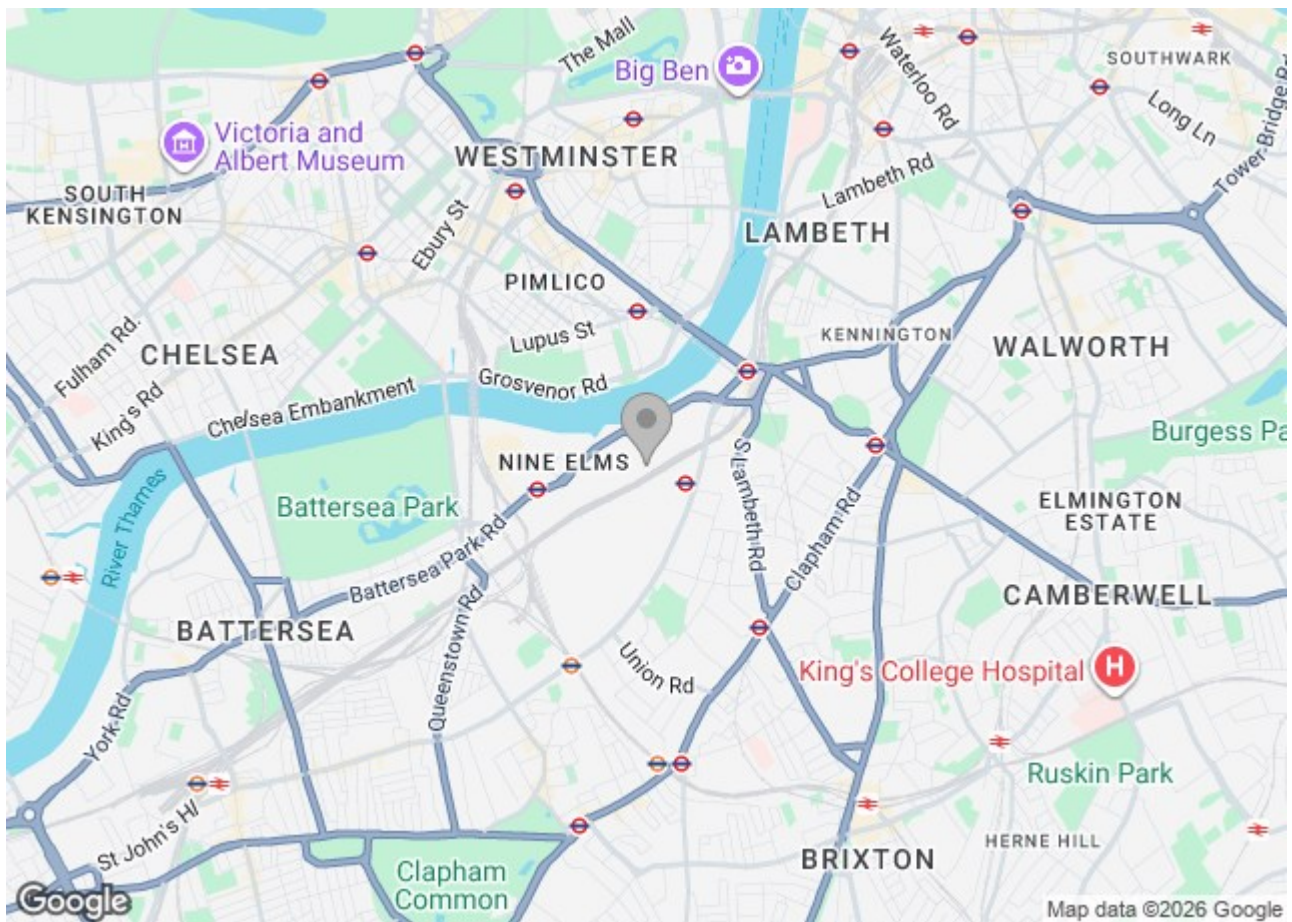 The Mall
Big Ben
Waterloo Rd
SOUTHWARK
Long Ln
Tower Bridge Rd
Victoria and
Albert Museum
WESTMINSTER
Lambeth Rd
SOUTH
KENSINGTON
Ebury St
LAMBETH
PIMLICO
Lupus St
KENNINGTON
WALWORTH
Fulham Rd.
CHELSEA
King's Rd
Chelsea Embankment
Grosvenor Rd
Burgess Pa
NINE ELMS
S Lambeth Rd
Clapham Rd
Battersea Park
ELMINGTON
ESTATE
River Thames
Battersea Park Rd
CAMBERWELL
BATTERSEA
Queenstown Rd
Union Rd
King's College Hospital
H
York Rd
Ruskin Park
St John's Hl
HERNE HILL
Clapham
Common
BRIXTON
Google
Map data ©2026 Google